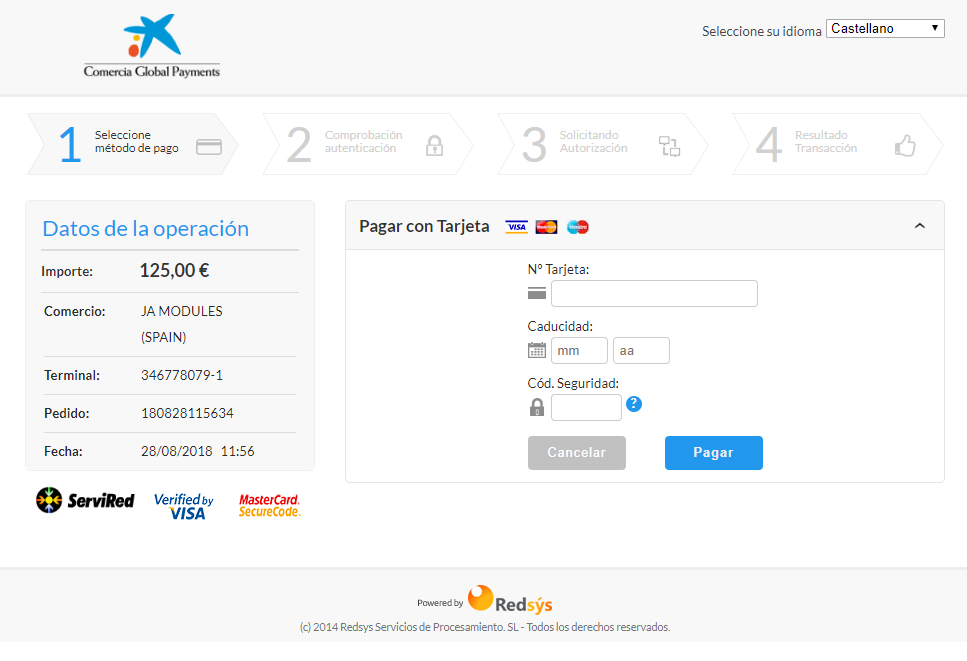 Comercia Global Payments
Seleccione su idioma Castellano
1 Seleccione
método de pago
2 Comprobación
autenticación
3 Solicitando
Autorización
4 Resultado
Transacción
Datos de la operación
Importe: 125,00 €
Comercio: JA MODULES
(SPAIN)
Terminal: 346778079-1
Pedido: 180828115634
Fecha: 28/08/2018 11:56
ServiRed
Verified by
VISA
MasterCard.
SecureCode.
Pagar con Tarjeta VISA MasterCard Maestro
Nº Tarjeta:
Caducidad:
mm aa
Cód. Seguridad:
?
Cancelar Pagar
Powered by Redsýs
(c) 2014 Redsys Servicios de Procesamiento. SL - Todos los derechos reservados.